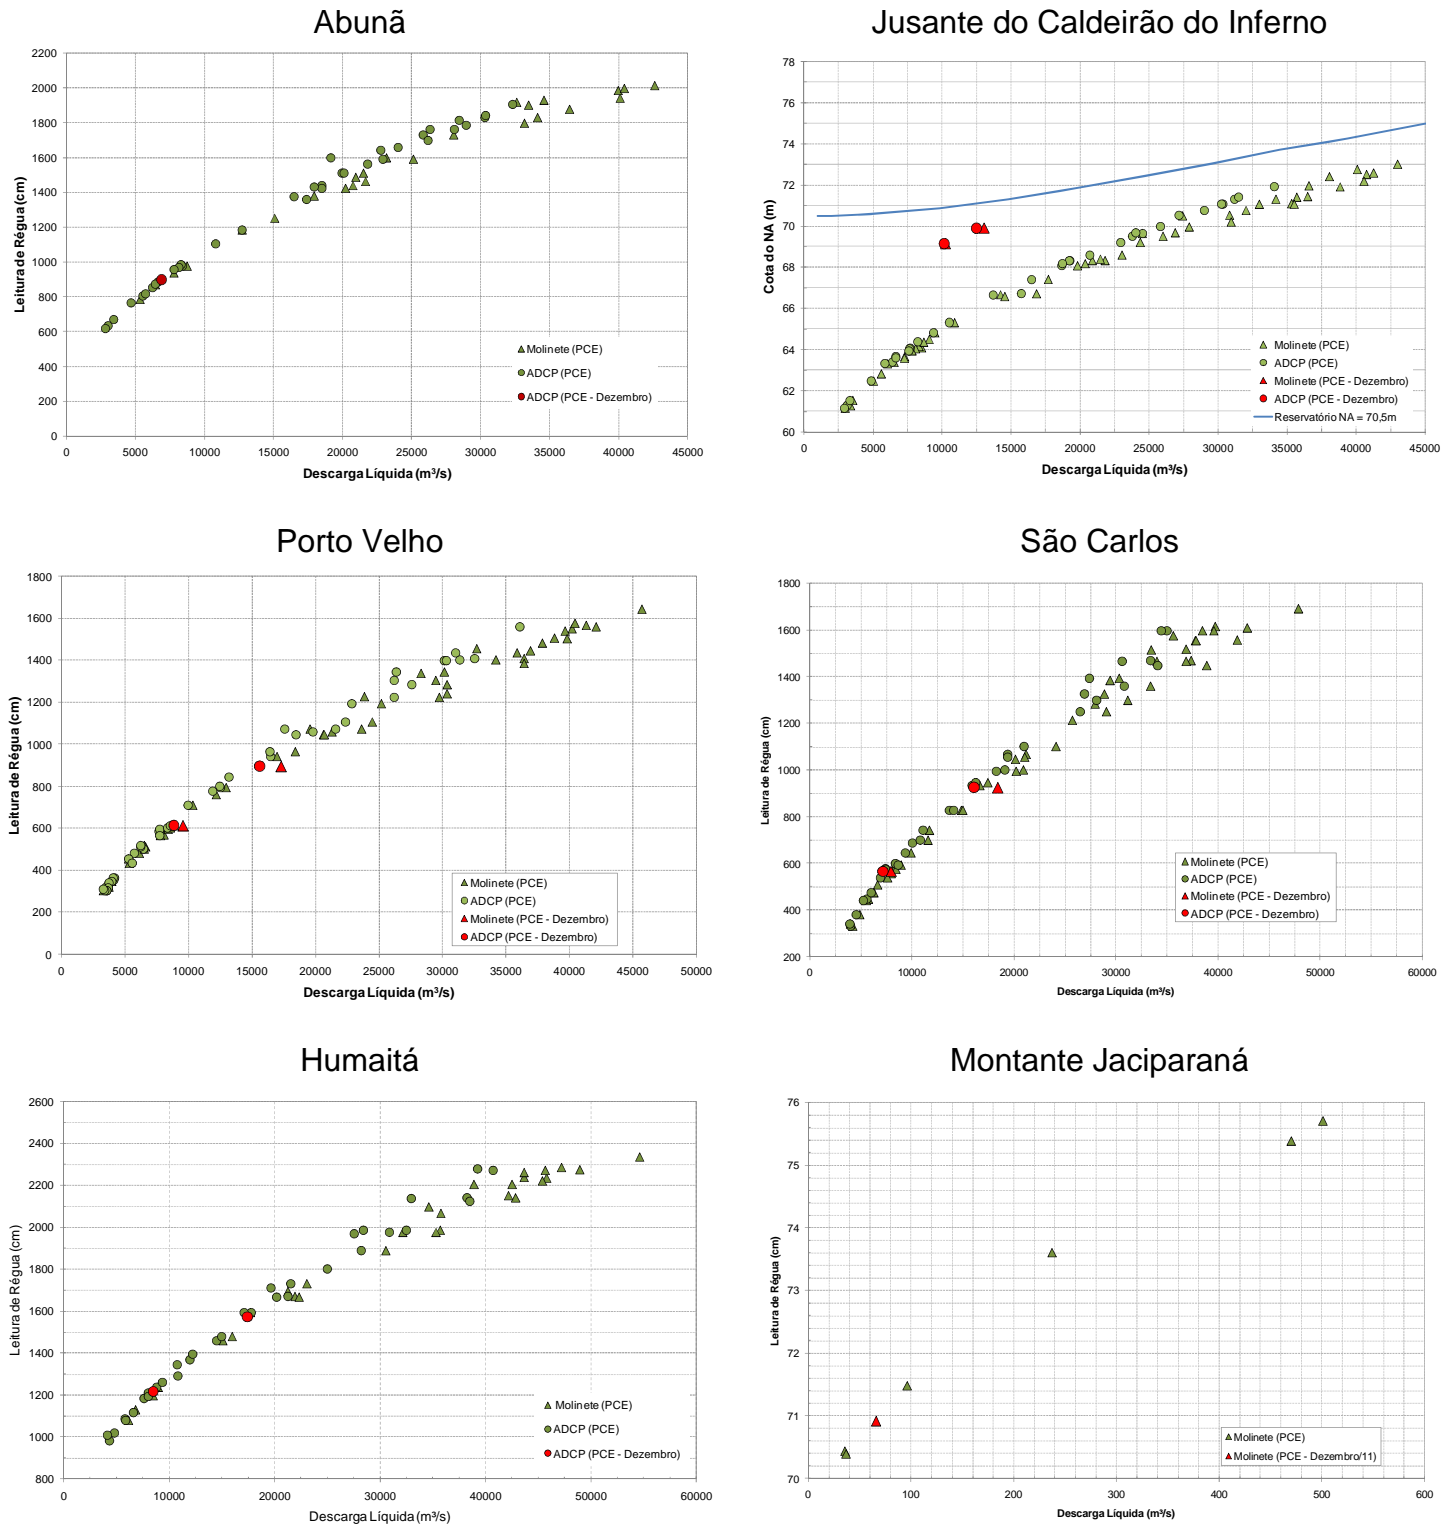 Abunã
2200
2000
1800
1600
1400
1200
1000
800
600
400
200
0
Leitura de Régua (cm)
0 5000 10000 15000 20000 25000 30000 35000 40000 45000
Descarga Líquida (m³/s)
Molinete (PCE)
ADCP (PCE)
ADCP (PCE - Dezembro)
Jusante do Caldeirão do Inferno
78
76
74
72
70
68
66
64
62
60
Cota do NA (m)
0 5000 10000 15000 20000 25000 30000 35000 40000 45000
Descarga Líquida (m³/s)
Molinete (PCE)
ADCP (PCE)
Molinete (PCE - Dezembro)
ADCP (PCE - Dezembro)
Reservatório NA = 70,5m
Porto Velho
1800
1600
1400
1200
1000
800
600
400
200
0
Leitura de Régua (cm)
0 5000 10000 15000 20000 25000 30000 35000 40000 45000 50000
Descarga Líquida (m³/s)
Molinete (PCE)
ADCP (PCE)
Molinete (PCE - Dezembro)
ADCP (PCE - Dezembro)
São Carlos
1800
1600
1400
1200
1000
800
600
400
200
Leitura de Régua (cm)
0 10000 20000 30000 40000 50000 60000
Descarga Líquida (m³/s)
Molinete (PCE)
ADCP (PCE)
Molinete (PCE - Dezembro)
ADCP (PCE - Dezembro)
Humaitá
2600
2400
2200
2000
1800
1600
1400
1200
1000
800
Leitura de Régua (cm)
0 10000 20000 30000 40000 50000 60000
Descarga Líquida (m³/s)
Molinete (PCE)
ADCP (PCE)
ADCP (PCE - Dezembro)
Montante Jaciparaná
76
75
74
73
72
71
70
Leitura de Régua (cm)
0 100 200 300 400 500 600
Descarga Líquida (m³/s)
Molinete (PCE)
Molinete (PCE - Dezembro/11)